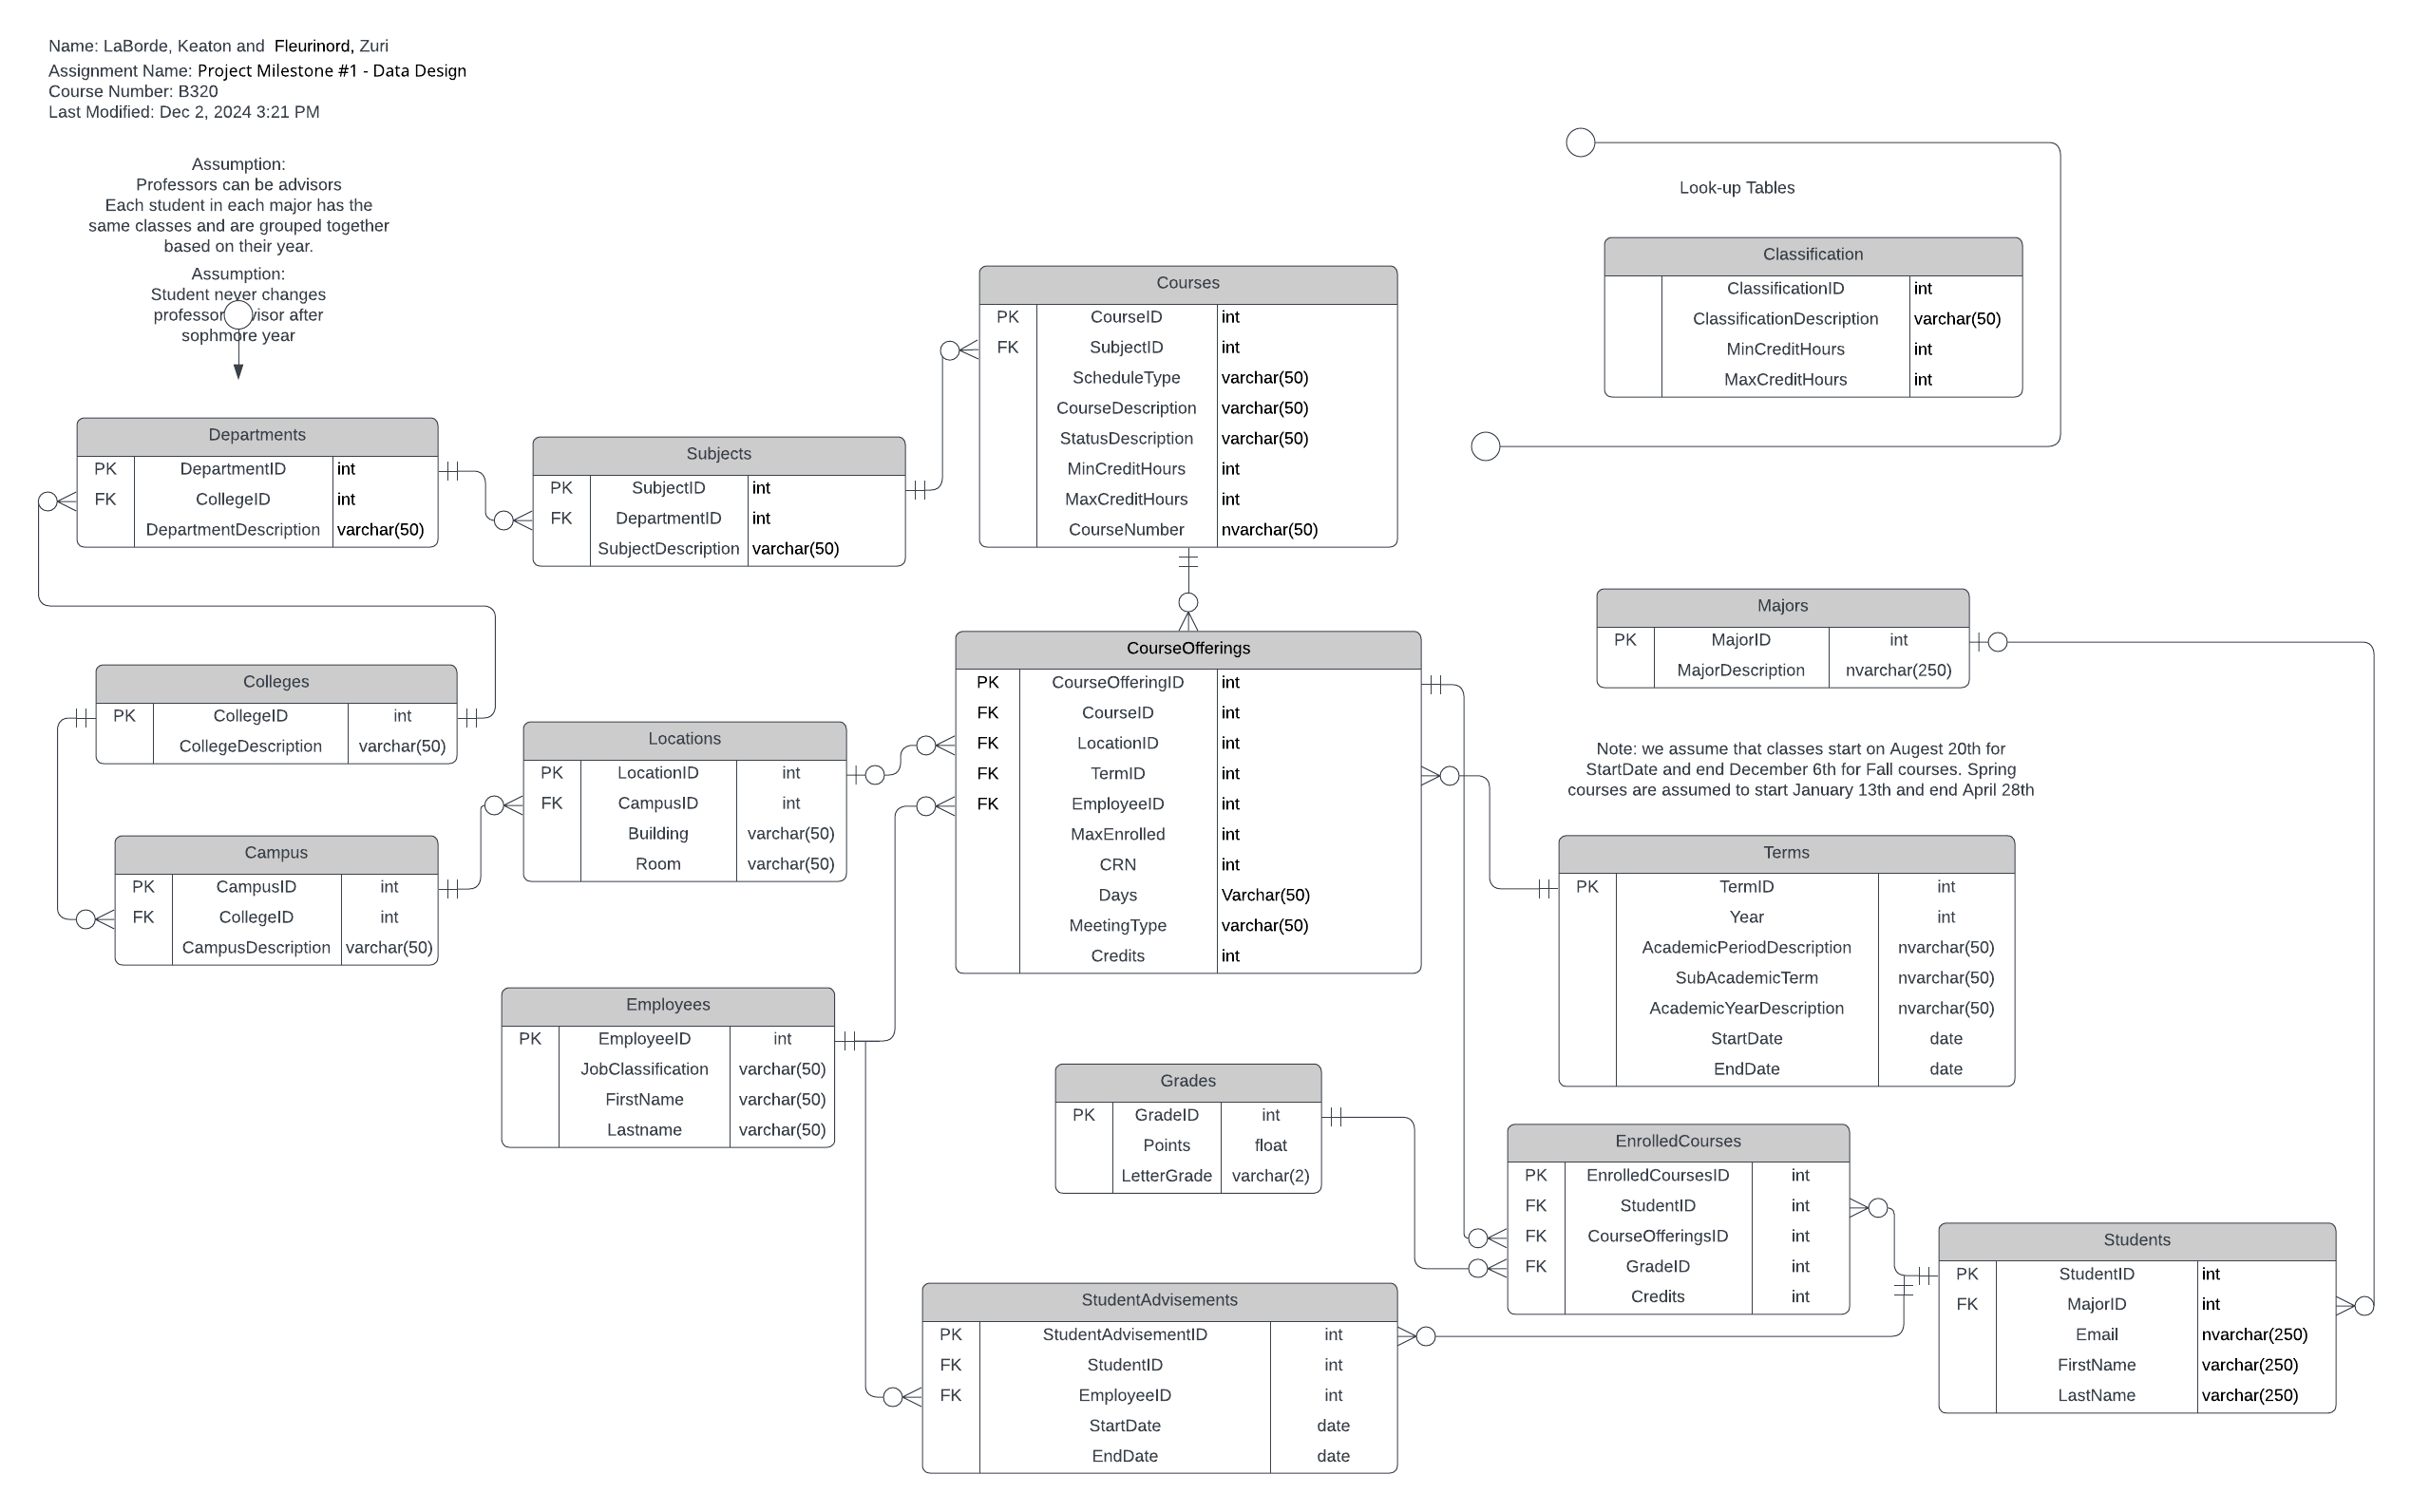 Name: LaBorde, Keaton and Fleurinord, Zuri
Assignment Name: Project Milestone #1 - Data Design
Course Number: B320
Last Modified: Dec 2, 2024 3:21 PM
Assumption:
Professors can be advisors
Each student in each major has the
same classes and are grouped together
based on their year.
Assumption:
Student never changes
professor visor after
sophmore year
Look-up Tables
Classification
ClassificationID int
ClassificationDescription varchar(50)
MinCreditHours int
MaxCreditHours int
Courses
PK CourseID int
FK SubjectID int
ScheduleType varchar(50)
CourseDescription varchar(50)
StatusDescription varchar(50)
MinCreditHours int
MaxCreditHours int
CourseNumber nvarchar(50)
Departments
PK DepartmentID int
FK CollegeID int
DepartmentDescription varchar(50)
Subjects
PK SubjectID int
FK DepartmentID int
SubjectDescription varchar(50)
Majors
PK MajorID int
MajorDescription nvarchar(250)
CourseOfferings
PK CourseOfferingID int
FK CourseID int
FK LocationID int
FK TermID int
FK EmployeeID int
MaxEnrolled int
CRN int
Days Varchar(50)
MeetingType varchar(50)
Credits int
Colleges
PK CollegeID int
CollegeDescription varchar(50)
Locations
PK LocationID int
FK CampusID int
Building varchar(50)
Room varchar(50)
Note: we assume that classes start on Augest 20th for
StartDate and end December 6th for Fall courses. Spring
courses are assumed to start January 13th and end April 28th
Campus
PK CampusID int
FK CollegeID int
CampusDescription varchar(50)
Terms
PK TermID int
Year int
AcademicPeriodDescription nvarchar(50)
SubAcademicTerm nvarchar(50)
AcademicYearDescription nvarchar(50)
StartDate date
EndDate date
Employees
PK EmployeeID int
JobClassification varchar(50)
FirstName varchar(50)
Lastname varchar(50)
Grades
PK GradeID int
Points float
LetterGrade varchar(2)
EnrolledCourses
PK EnrolledCoursesID int
FK StudentID int
FK CourseOfferingsID int
FK GradeID int
Credits int
Students
PK StudentID int
FK MajorID int
Email nvarchar(250)
FirstName varchar(250)
LastName varchar(250)
StudentAdvisements
PK StudentAdvisementID int
FK StudentID int
FK EmployeeID int
StartDate date
EndDate date